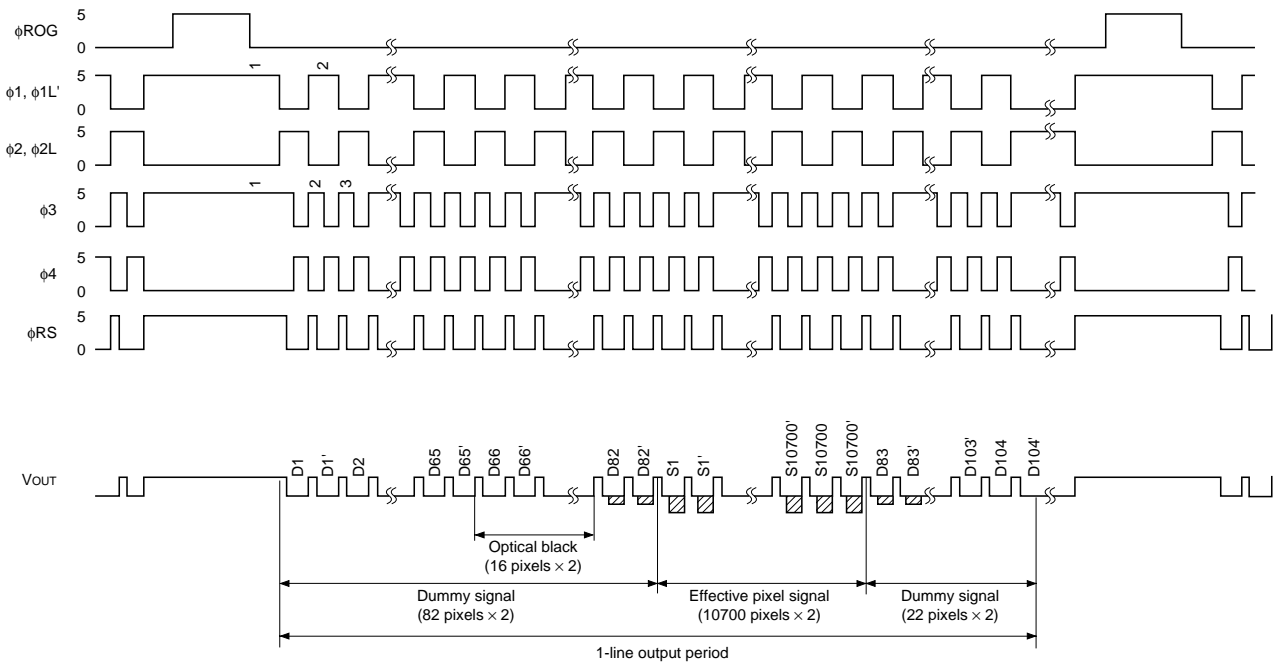 φROG
5
0
φ1, φ1L'
5
0
1
2
φ2, φ2L
5
0
φ3
5
0
1
2
3
φ4
5
0
φRS
5
0
VOUT
D1
D1'
D2
D65
D65'
D66
D66'
D82
D82'
S1
S1'
S10700'
S10700
S10700'
D83
D83'
D103'
D104
D104'
Optical black
(16 pixels × 2)
Dummy signal
(82 pixels × 2)
Effective pixel signal
(10700 pixels × 2)
Dummy signal
(22 pixels × 2)
1-line output period